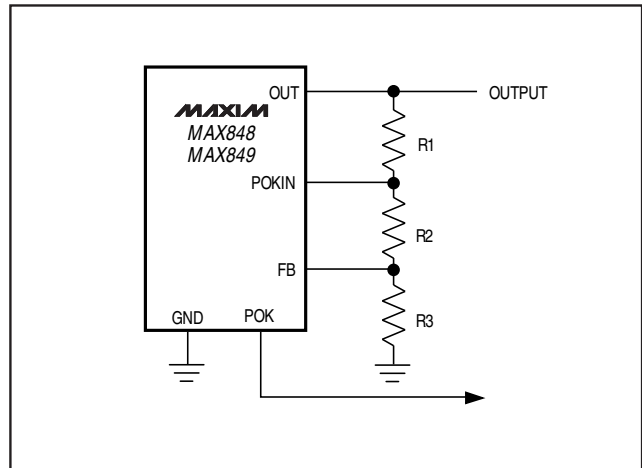 OUT
OUTPUT
MAXIM
MAX848
MAX849
R1
POKIN
R2
FB
R3
GND
POK